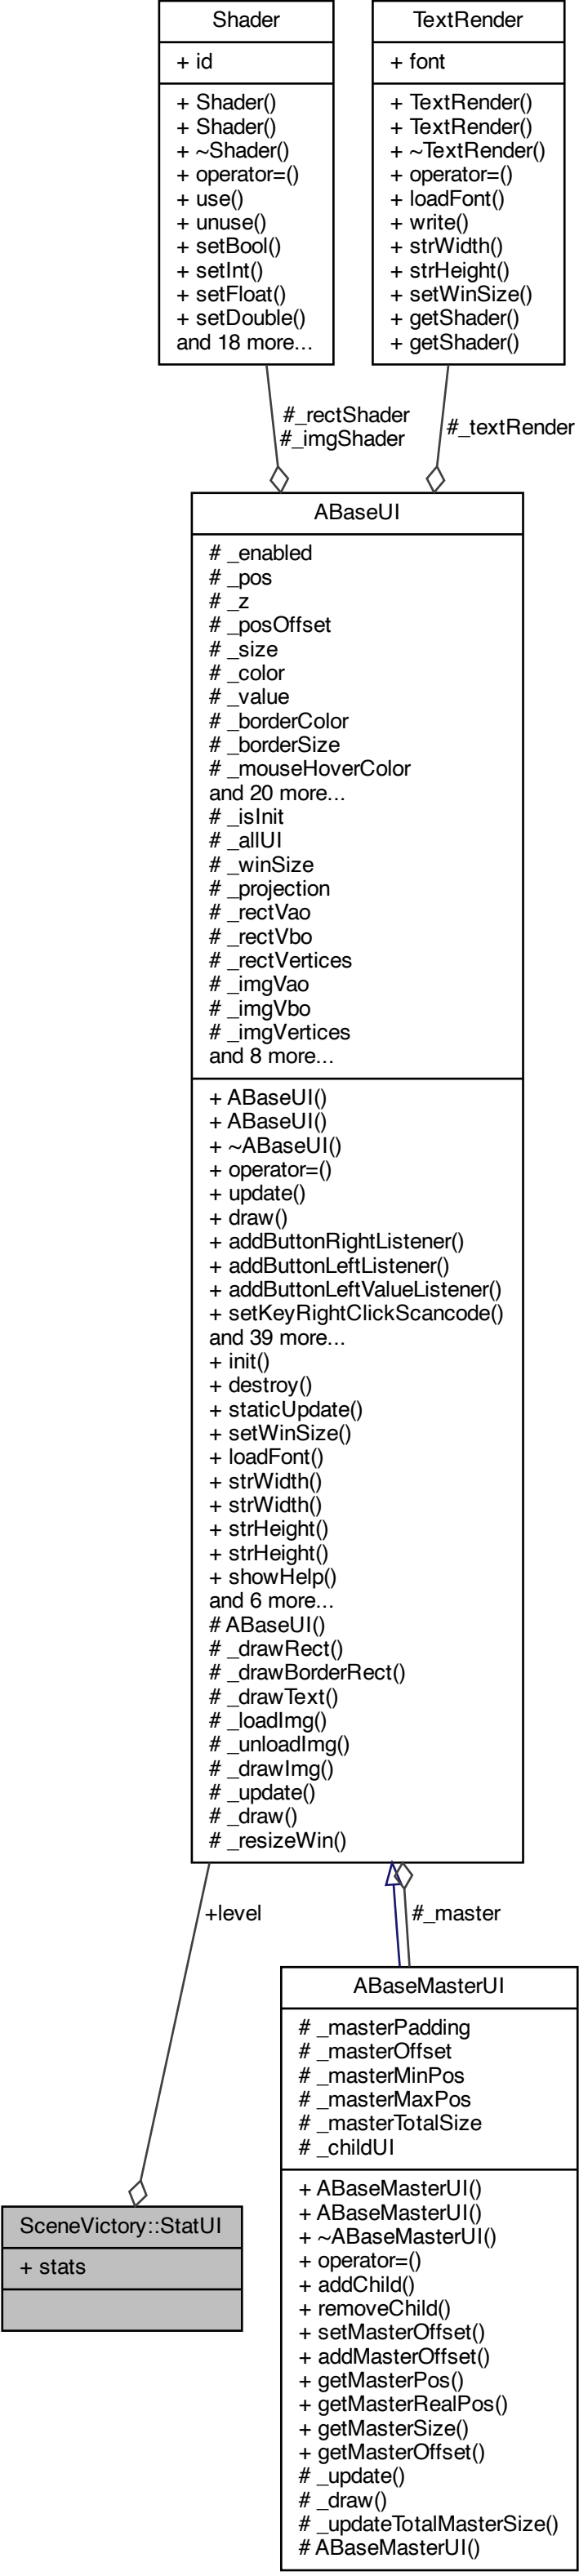 Shader
+ id
+ Shader()
+ Shader()
+ ~Shader()
+ operator=()
+ use()
+ unuse()
+ setBool()
+ setInt()
+ setFloat()
+ setDouble()
and 18 more...
TextRender
+ font
+ TextRender()
+ TextRender()
+ ~TextRender()
+ operator=()
+ loadFont()
+ write()
+ strWidth()
+ strHeight()
+ setWinSize()
+ getShader()
+ getShader()
#_rectShader
#_imgShader
#_textRender
ABaseUI
# _enabled
# _pos
# _z
# _posOffset
# _size
# _color
# _value
# _borderColor
# _borderSize
# _mouseHoverColor
and 20 more...
# _isInit
# _allUI
# _winSize
# _projection
# _rectVao
# _rectVbo
# _rectVertices
# _imgVao
# _imgVbo
# _imgVertices
and 8 more...
+ ABaseUI()
+ ABaseUI()
+ ~ABaseUI()
+ operator=()
+ update()
+ draw()
+ addButtonRightListener()
+ addButtonLeftListener()
+ addButtonLeftValueListener()
+ setKeyRightClickScancode()
and 39 more...
+ init()
+ destroy()
+ staticUpdate()
+ setWinSize()
+ loadFont()
+ strWidth()
+ strWidth()
+ strHeight()
+ strHeight()
+ showHelp()
and 6 more...
# ABaseUI()
# _drawRect()
# _drawBorderRect()
# _drawText()
# _loadImg()
# _unloadImg()
# _drawImg()
# _update()
# _draw()
# _resizeWin()
+level
#_master
SceneVictory::StatUI
+ stats
ABaseMasterUI
# _masterPadding
# _masterOffset
# _masterMinPos
# _masterMaxPos
# _masterTotalSize
# _childUI
+ ABaseMasterUI()
+ ABaseMasterUI()
+ ~ABaseMasterUI()
+ operator=()
+ addChild()
+ removeChild()
+ setMasterOffset()
+ addMasterOffset()
+ getMasterPos()
+ getMasterRealPos()
+ getMasterSize()
+ getMasterOffset()
# _update()
# _draw()
# _updateTotalMasterSize()
# ABaseMasterUI()